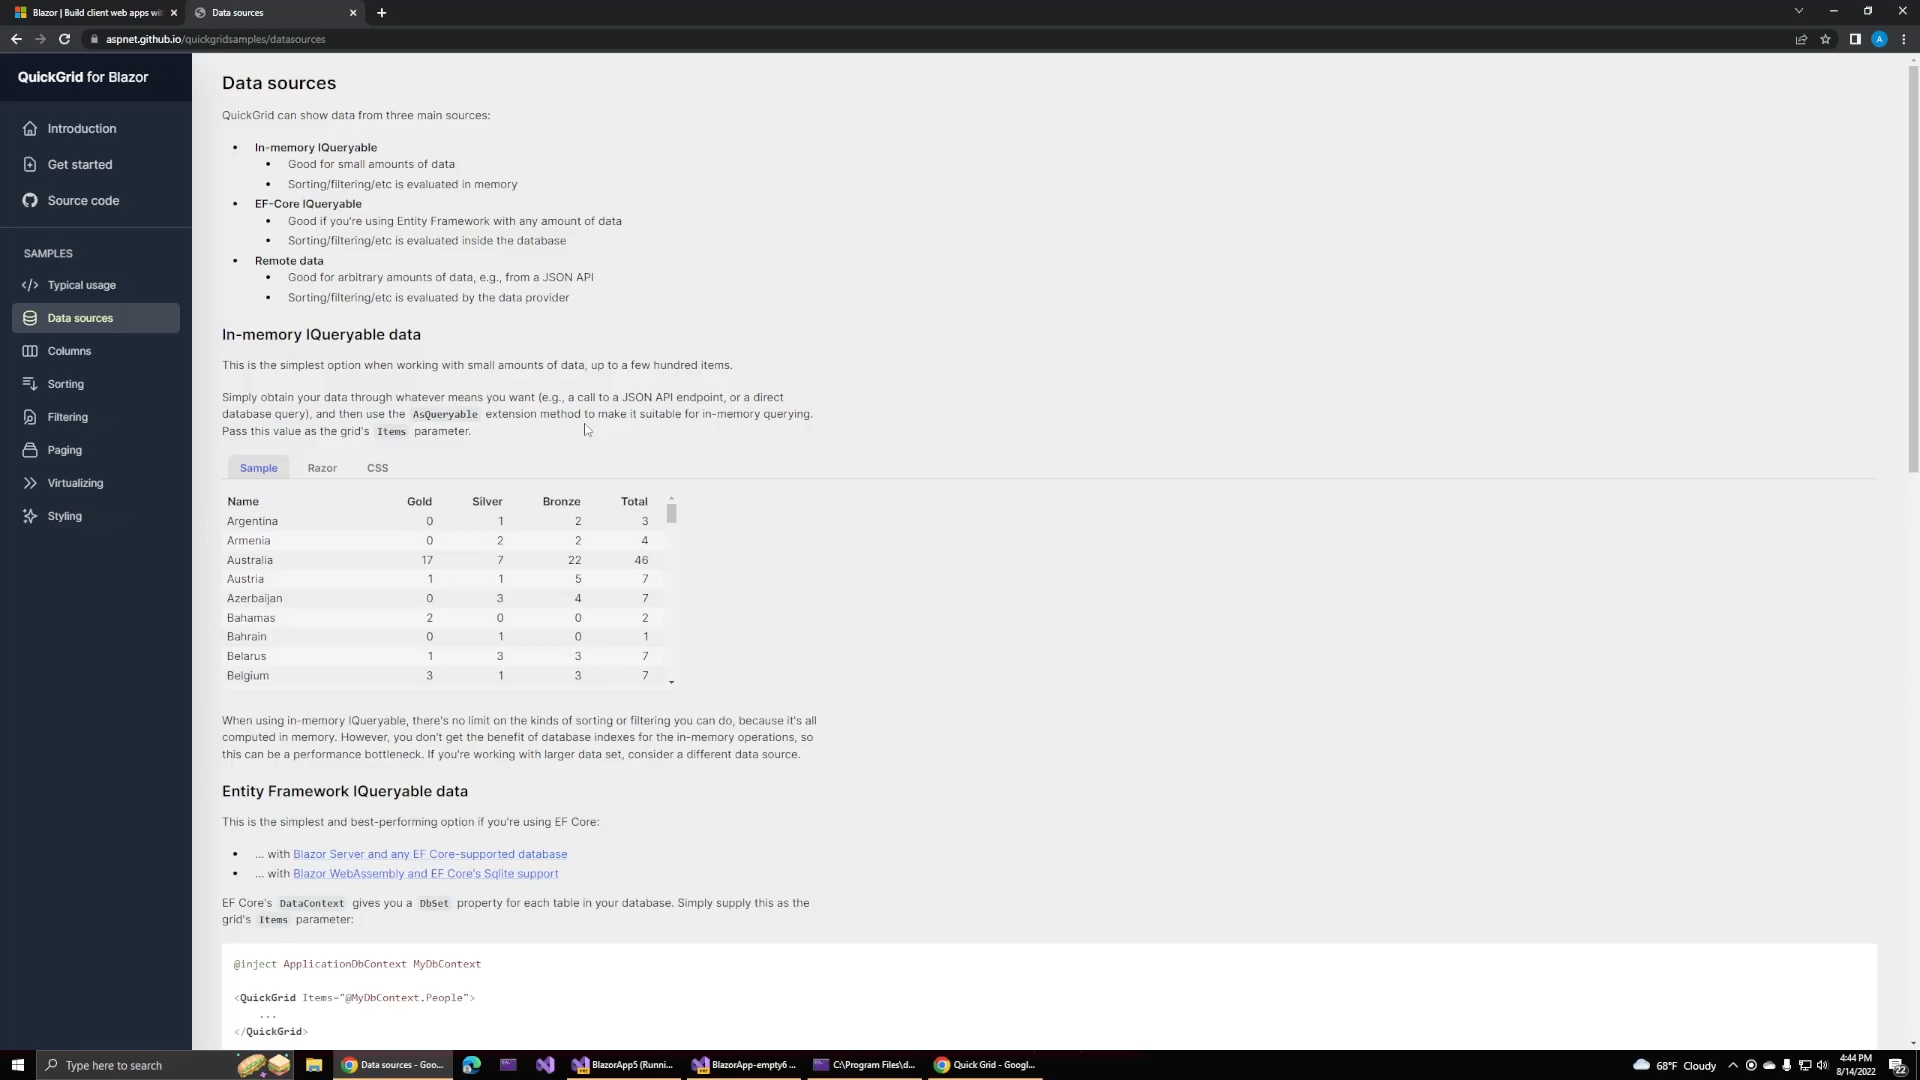 Blazor | Build client web apps wit
Data sources
aspnet.github.io/quickgridsamples/datasources
A
QuickGrid for Blazor
Introduction
Get started
Source code
SAMPLES
Typical usage
Data sources
Columns
Sorting
Filtering
Paging
Virtualizing
Styling
Data sources
QuickGrid can show data from three main sources:
• In-memory IQueryable
• Good for small amounts of data
• Sorting/filtering/etc is evaluated in memory
• EF-Core IQueryable
• Good if you're using Entity Framework with any amount of data
• Sorting/filtering/etc is evaluated inside the database
• Remote data
• Good for arbitrary amounts of data, e.g., from a JSON API
• Sorting/filtering/etc is evaluated by the data provider
In-memory IQueryable data
This is the simplest option when working with small amounts of data, up to a few hundred items.
Simply obtain your data through whatever means you want (e.g., a call to a JSON API endpoint, or a direct
database query), and then use the AsQueryable extension method to make it suitable for in-memory querying.
Pass this value as the grid's Items parameter.
Sample Razor CSS
Name Gold Silver Bronze Total
Argentina 0 1 2 3
Armenia 0 2 2 4
Australia 17 7 22 46
Austria 1 1 5 7
Azerbaijan 0 3 4 7
Bahamas 2 0 0 2
Bahrain 0 1 0 1
Belarus 1 3 3 7
Belgium 3 1 3 7
When using in-memory IQueryable, there's no limit on the kinds of sorting or filtering you can do, because it's all
computed in memory. However, you don't get the benefit of database indexes for the in-memory operations, so
this can be a performance bottleneck. If you're working with larger data set, consider a different data source.
Entity Framework IQueryable data
This is the simplest and best-performing option if you're using EF Core:
• ... with Blazor Server and any EF Core-supported database
• ... with Blazor WebAssembly and EF Core's Sqlite support
EF Core's DataContext gives you a DbSet property for each table in your database. Simply supply this as the
grid's Items parameter:
@inject ApplicationDbContext MyDbContext
<QuickGrid Items="@MyDbContext.People">
...
</QuickGrid>
Type here to search
Data sources - Goo...
BlazorApp5 (Runni...
BlazorApp-empty6 ...
C:\Program Files\d...
Quick Grid - Googl...
68°F Cloudy
4:44 PM
8/14/2022
22